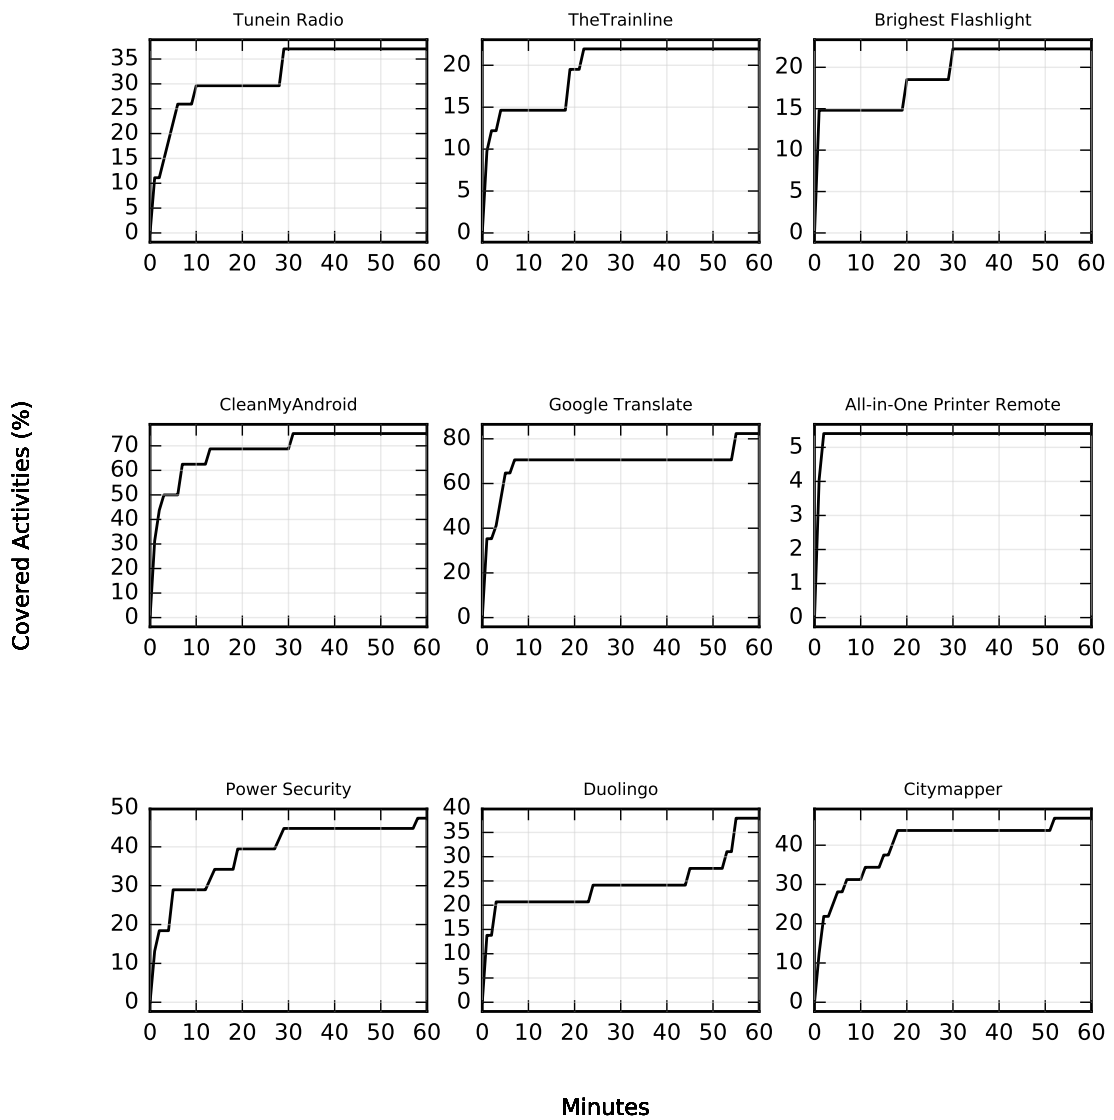 Tunein Radio
TheTrainline
Brighest Flashlight
35
30
25
20
15
10
5
0
0 10 20 30 40 50 60
20
15
10
5
0
0 10 20 30 40 50 60
20
15
10
5
0
0 10 20 30 40 50 60
Covered Activities (%)
CleanMyAndroid
Google Translate
All-in-One Printer Remote
70
60
50
40
30
20
10
0
0 10 20 30 40 50 60
80
60
40
20
0
0 10 20 30 40 50 60
5
4
3
2
1
0
0 10 20 30 40 50 60
Power Security
Duolingo
Citymapper
50
40
30
20
10
0
0 10 20 30 40 50 60
40
35
30
25
20
15
10
5
0
0 10 20 30 40 50 60
40
30
20
10
0
0 10 20 30 40 50 60
Minutes